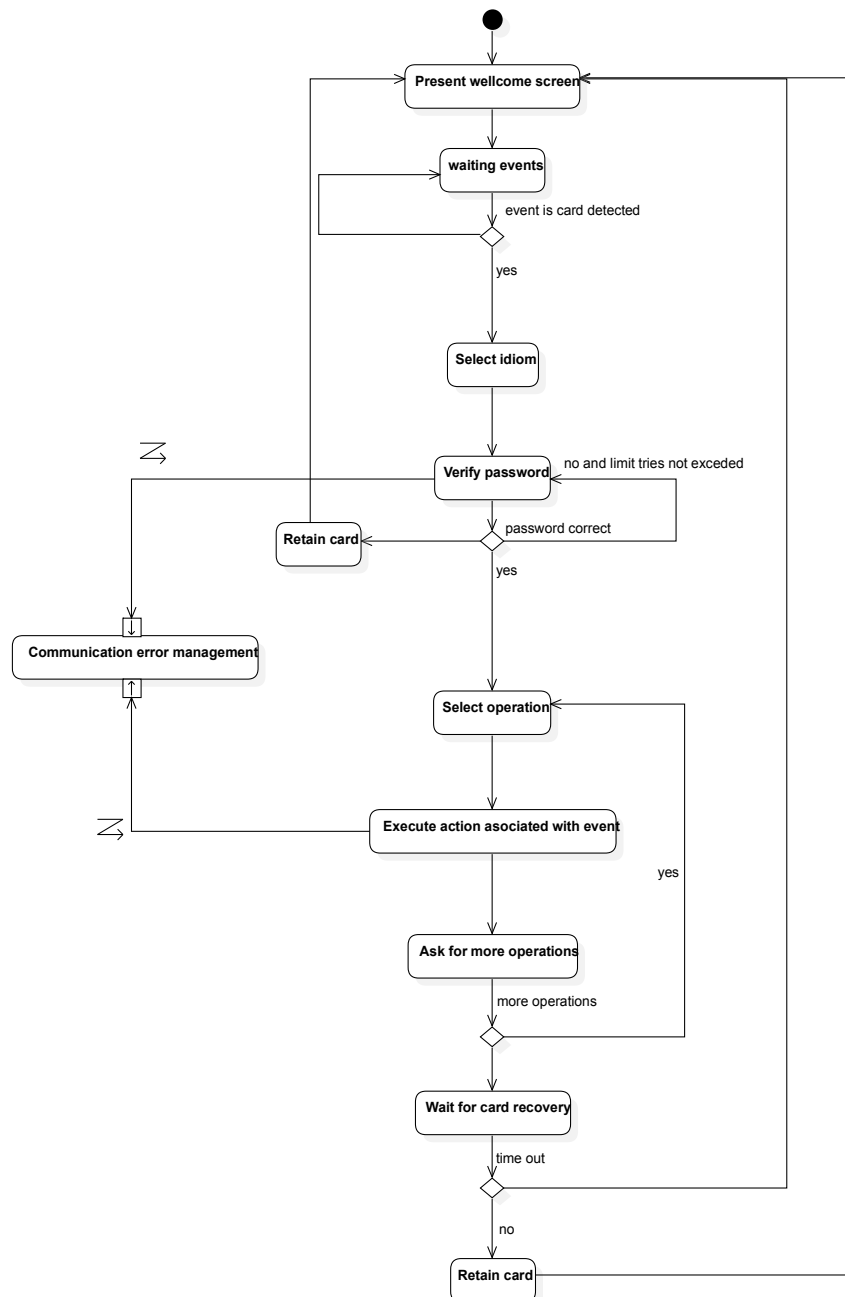 Present wellcome screen
waiting events
event is card detected
yes
Select idiom
no and limit tries not exceded
Verify password
password correct
Retain card
yes
Communication error management
Select operation
Execute action asociated with event
yes
Ask for more operations
more operations
Wait for card recovery
time out
no
Retain card